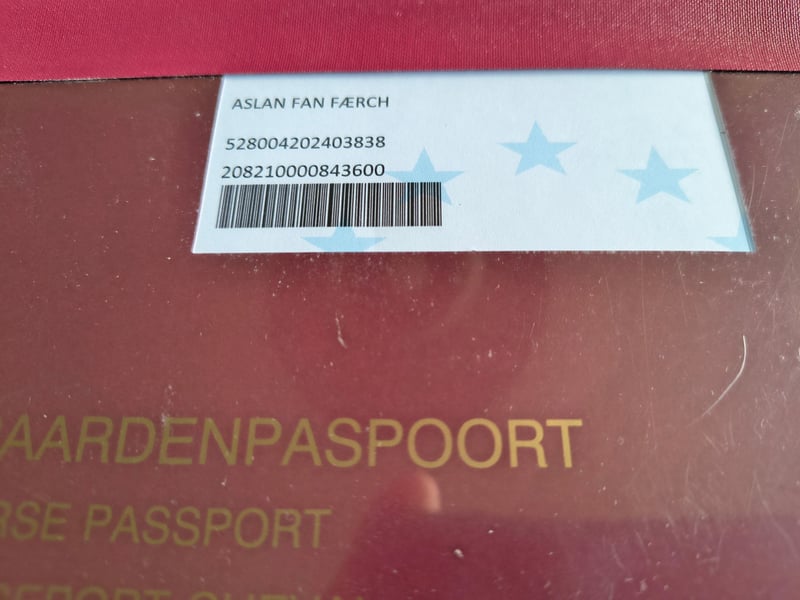 ASLAN FAN FÆRCH
528004202403838
208210000843600
AARDENPASPOORT
RSE PASSPORT